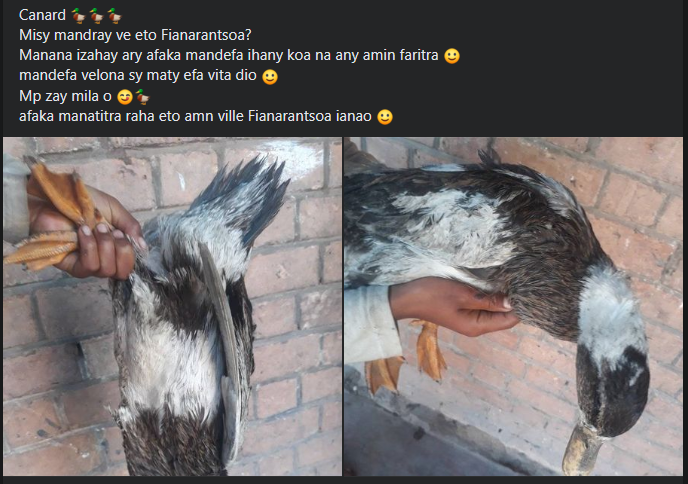 Canard 🦆🦆🦆
Misy mandray ve eto Fianarantsoa?
Manana izahay ary afaka mandefa ihany koa na any amin faritra 🙂
mandefa velona sy maty efa vita dio 🙂
Mp zay mila o 😊🦆
afaka manatitra raha eto amn ville Fianarantsoa ianao 🙂